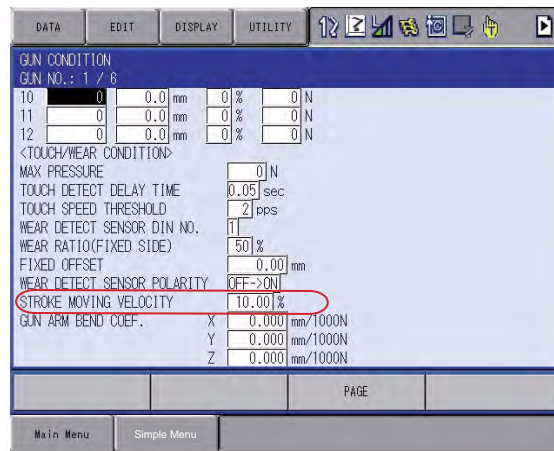 DATA EDIT DISPLAY UTILITY
GUN CONDITION
GUN NO.: 1 / 6
10 0 0.0 mm 0 % 0 N
11 0 0.0 mm 0 % 0 N
12 0 0.0 mm 0 % 0 N
<TOUCH/WEAR CONDITION>
MAX PRESSURE 0 N
TOUCH DETECT DELAY TIME 0.05 sec
TOUCH SPEED THRESHOLD 2 pps
WEAR DETECT SENSOR DIN NO. 1
WEAR RATIO(FIXED SIDE) 50 %
FIXED OFFSET 0.00 mm
WEAR DETECT SENSOR POLARITY OFF->ON
STROKE MOVING VELOCITY 10.00 %
GUN ARM BEND COEF. X 0.000 mm/1000N
Y 0.000 mm/1000N
Z 0.000 mm/1000N
PAGE
Main Menu Simple Menu